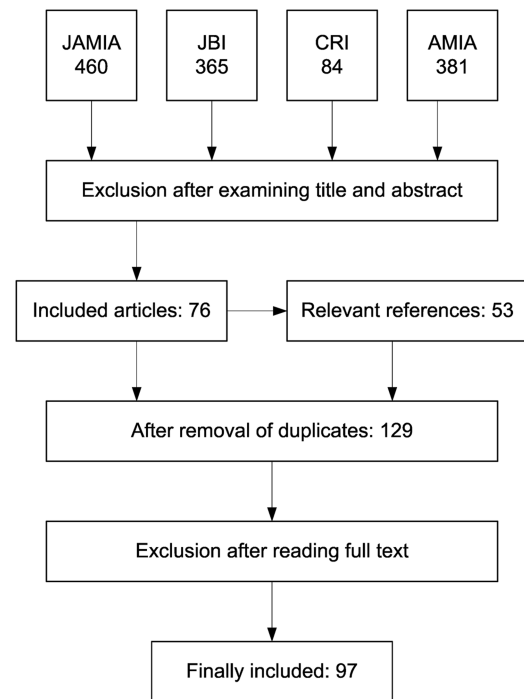 JAMIA
460
JBI
365
CRI
84
AMIA
381
Exclusion after examining title and abstract
Included articles: 76
Relevant references: 53
After removal of duplicates: 129
Exclusion after reading full text
Finally included: 97